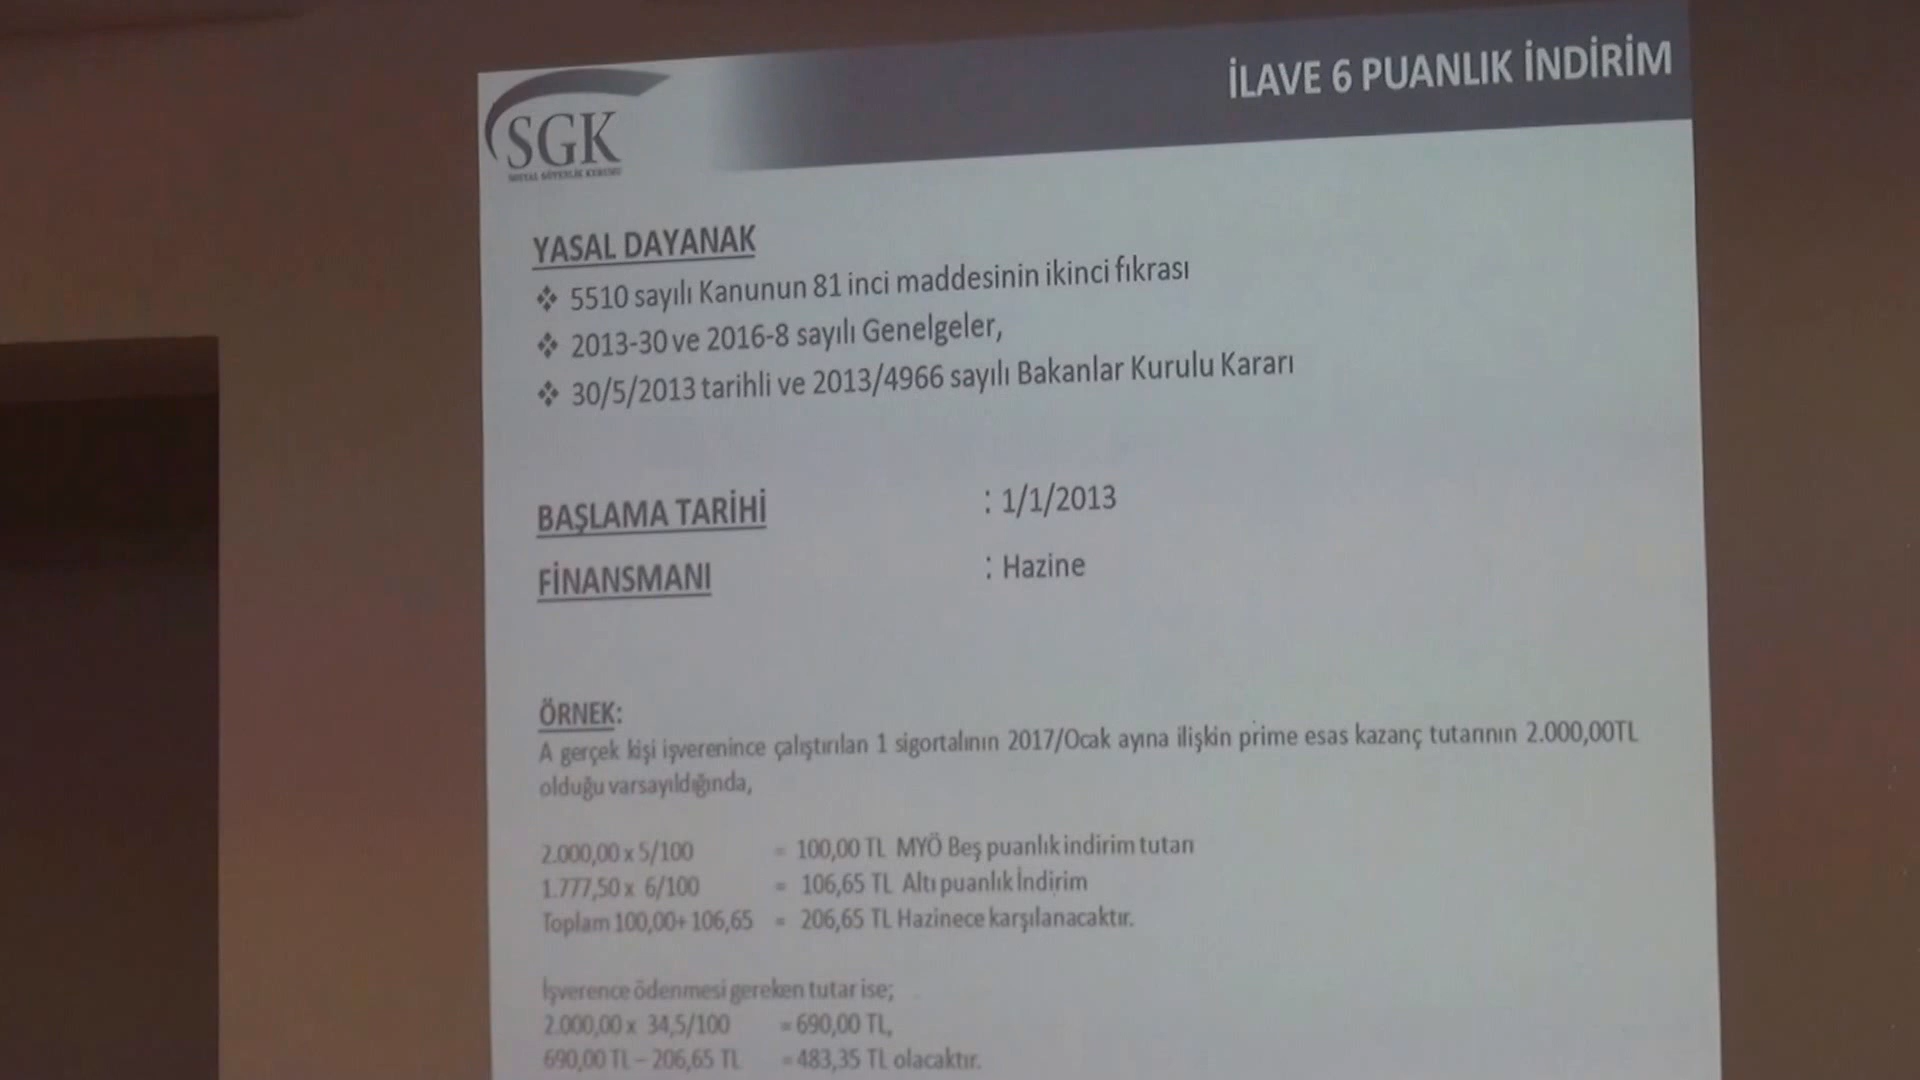 İLAVE 6 PUANLIK İNDİRİM
SGK
SOSYAL GÜVENLİK KURUMU
YASAL DAYANAK
❖ 5510 sayılı Kanunun 81 inci maddesinin ikinci fıkrası
❖ 2013-30 ve 2016-8 sayılı Genelgeler,
❖ 30/5/2013 tarihli ve 2013/4966 sayılı Bakanlar Kurulu Kararı
BAŞLAMA TARİHİ : 1/1/2013
FİNANSMANI : Hazine
ÖRNEK:
A gerçek kişi işverenince çalıştırılan 1 sigortalının 2017/Ocak ayına ilişkin prime esas kazanç tutarının 2.000,00TL
olduğu varsayıldığında,
2.000,00 x 5/100 = 100,00 TL MYÖ Beş puanlık indirim tutarı
1.777,50 x 6/100 = 106,65 TL Altı puanlık İndirim
Toplam 100,00+ 106,65 = 206,65 TL Hazinece karşılanacaktır.
İşverence ödenmesi gereken tutar ise;
2.000,00 x 34,5/100 = 690,00 TL,
690,00 TL – 206,65 TL = 483,35 TL olacaktır.